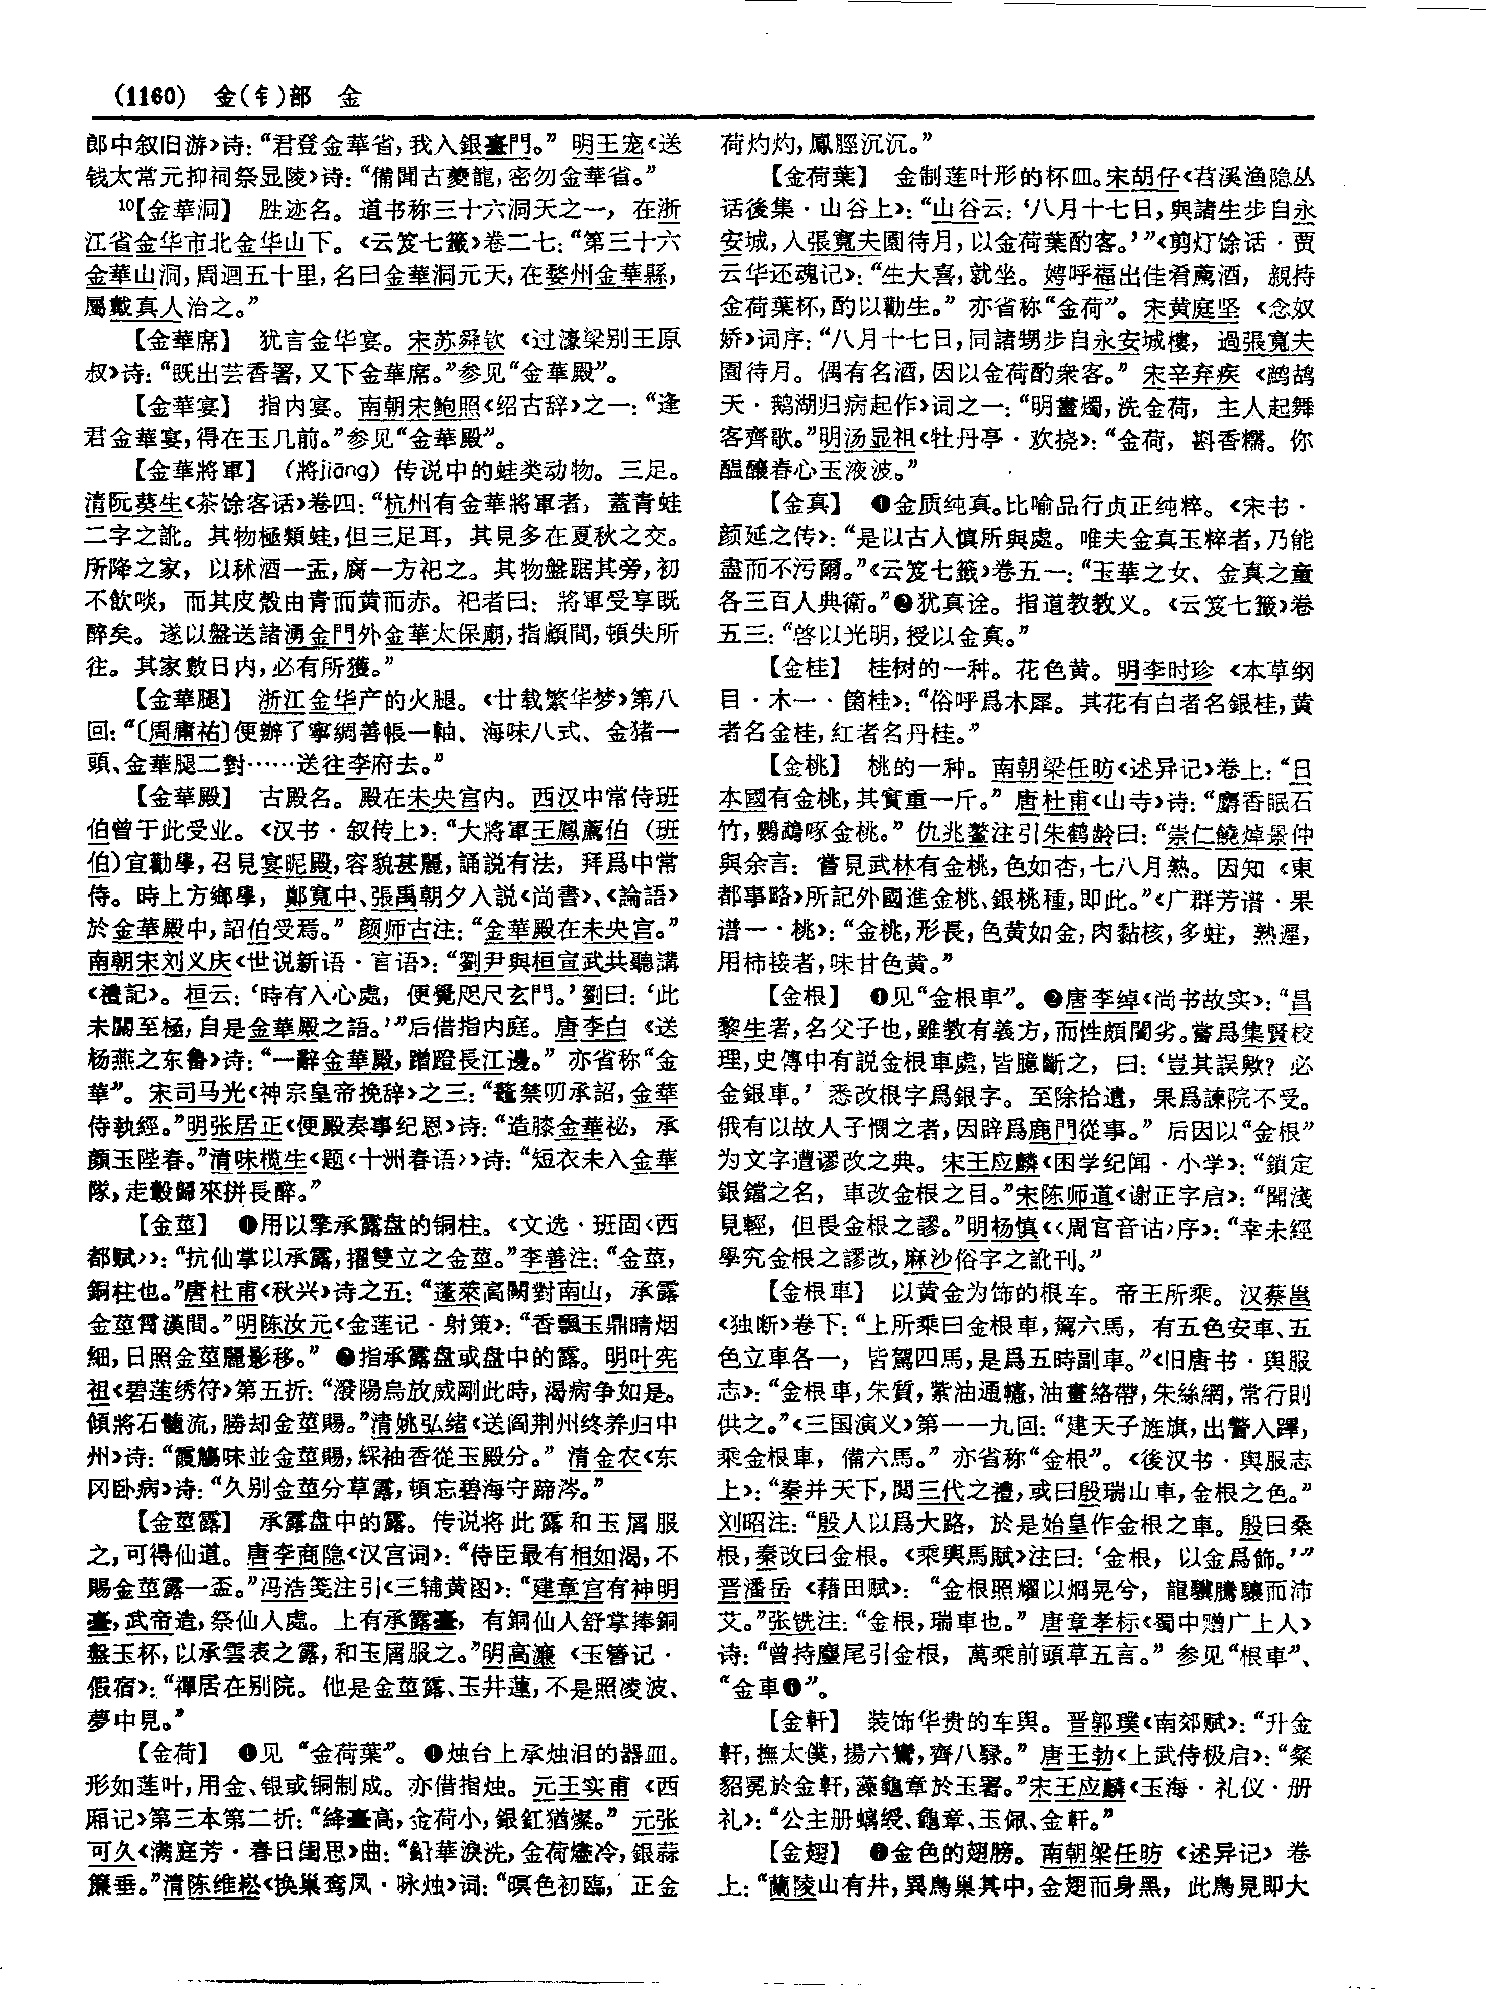 (1160) 金(钅)部 金
郎中叙旧游》诗：“君登金華省，我入銀臺門。” 明王宠《送
钱太常元抑祠祭显陵》诗：“備聞古夔龍，密勿金華省。”
¹⁰【金華洞】 胜迹名。道书称三十六洞天之一，在浙
江省金华市北金华山下。《云笈七籤》卷二七：“第三十六
金華山洞，周迴五十里，名曰金華洞元天，在婺州金華縣，
屬戴真人治之。”
【金華席】 犹言金华宴。宋苏舜钦《过濠梁别王原
叔》诗：“既出芸香署，又下金華席。”参见“金華殿”。
【金華宴】 指内宴。南朝宋鲍照《绍古辞》之一：“逢
君金華宴，得在玉几前。”参见“金華殿”。
【金華將軍】 （將jiāng）传说中的蛙类动物。三足。
清阮葵生《茶馀客话》卷四：“杭州有金華將軍者，蓋青蛙
二字之訛。其物極類蛙，但三足耳，其見多在夏秋之交。
所降之家，以秫酒一盂，腐一方祀之。其物盤踞其旁，初
不飲啖，而其皮殼由青而黄而赤。祀者曰：將軍受享既
醉矣。遂以盤送諸湧金門外金華太保廟，指顧間，頓失所
往。其家數日内，必有所獲。”
【金華腿】 浙江金华产的火腿。《廿载繁华梦》第八
回：“〔周庸祐〕便辦了寧綢喜帳一軸、海味八式、金猪一
頭、金華腿二對……送往李府去。”
【金華殿】 古殿名。殿在未央宫内。西汉中常侍班
伯曾于此受业。《汉书·叙传上》：“大將軍王鳳薦伯（班
伯）宜勸學，召見宴昵殿，容貌甚麗，誦説有法，拜爲中常
侍。時上方鄉學，鄭寬中、張禹朝夕入説《尚書》、《論語》
於金華殿中，詔伯受焉。” 颜师古注：“金華殿在未央宫。”
南朝宋刘义庆《世说新语·言语》：“劉尹與桓宣武共聽講
《禮記》。桓云：‘時有入心處，便覺咫尺玄門。’劉曰：‘此
未關至極，自是金華殿之語。’”后借指内庭。唐李白《送
杨燕之东鲁》诗：“一辭金華殿，蹭蹬長江邊。” 亦省称“金
華”。宋司马光《神宗皇帝挽辞》之三：“鼇禁叨承詔，金華
侍執經。”明张居正《便殿奏事纪恩》诗：“造膝金華祕，承
顔玉陛春。”清味榄生《题〈十洲春语〉》诗：“短衣未入金華
隊，走轂歸來拼長醉。”
【金莖】 ❶用以擎承露盘的铜柱。《文选·班固〈西
都赋〉》：“抗仙掌以承露，擢雙立之金莖。”李善注：“金莖，
銅柱也。”唐杜甫《秋兴》诗之五：“蓬萊高闕對南山，承露
金莖霄漢間。”明陈汝元《金莲记·射策》：“香飄玉鼎晴烟
細，日照金莖麗影移。” ❷指承露盘或盘中的露。明叶宪
祖《碧莲绣符》第五折：“潑陽烏放威剛此時，渴病争如是。
傾將石髓流，勝却金莖賜。”清姚弘绪《送阎荆州终养归中
州》诗：“霞觴味並金莖賜，綵袖香從玉殿分。” 清金农《东
冈卧病》诗：“久别金莖分草露，頓忘碧海守蹄涔。”
【金莖露】 承露盘中的露。传说将此露和玉屑服
之，可得仙道。唐李商隐《汉宫词》：“侍臣最有相如渴，不
賜金莖露一盃。”冯浩笺注引《三辅黄图》：“建章宫有神明
臺，武帝造，祭仙人處。上有承露臺，有銅仙人舒掌捧銅
盤玉杯，以承雲表之露，和玉屑服之。”明高濂《玉簪记·
假宿》：“禪居在别院。他是金莖露、玉井蓮，不是照凌波、
夢中見。”
【金荷】 ❶见“金荷葉”。❷烛台上承烛泪的器皿。
形如莲叶，用金、银或铜制成。亦借指烛。元王实甫《西
厢记》第三本第二折：“絳臺高，金荷小，銀釭猶燦。” 元张
可久《满庭芳·春日闺思》曲：“鉛華淚洗，金荷燼冷，銀蒜
簾垂。”清陈维崧《换巢鸾凤·咏烛》词：“暝色初臨，正金
荷灼灼，鳳脛沉沉。”
【金荷葉】 金制莲叶形的杯皿。宋胡仔《苕溪渔隐丛
话後集·山谷上》：“山谷云：‘八月十七日，與諸生步自永
安城，入張寬夫園待月，以金荷葉酌客。’”《剪灯馀话·贾
云华还魂记》：“生大喜，就坐。娉呼福出佳肴薦酒，親持
金荷葉杯，酌以勸生。” 亦省称“金荷”。宋黄庭坚《念奴
娇》词序：“八月十七日，同諸甥步自永安城樓，過張寬夫
園待月。偶有名酒，因以金荷酌衆客。” 宋辛弃疾《鹧鸪
天·鹅湖归病起作》词之一：“明畫燭，洗金荷，主人起舞
客齊歌。”明汤显祖《牡丹亭·欢挠》：“金荷，斟香糯。你
醖釀春心玉液波。”
【金真】 ❶金质纯真。比喻品行贞正纯粹。《宋书·
颜延之传》：“是以古人慎所與處。唯夫金真玉粹者，乃能
盡而不污爾。”《云笈七籤》卷五一：“玉華之女、金真之童
各三百人典衛。”❷犹真诠。指道教教义。《云笈七籤》卷
五三：“啓以光明，授以金真。”
【金桂】 桂树的一种。花色黄。明李时珍《本草纲
目·木一·箘桂》：“俗呼爲木犀。其花有白者名銀桂，黄
者名金桂，紅者名丹桂。”
【金桃】 桃的一种。南朝梁任昉《述异记》卷上：“日
本國有金桃，其實重一斤。” 唐杜甫《山寺》诗：“麝香眠石
竹，鸚鵡啄金桃。” 仇兆鳌注引朱鹤龄曰：“崇仁饒焯景仲
與余言：嘗見武林有金桃，色如杏，七八月熟。因知《東
都事略》所記外國進金桃、銀桃種，即此。”《广群芳谱·果
谱一·桃》：“金桃，形長，色黄如金，肉黏核，多蛀，熟遲，
用柿接者，味甘色黄。”
【金根】 ❶见“金根車”。❷唐李绰《尚书故实》：“昌
黎生者，名父子也，雖教有義方，而性頗闇劣。嘗爲集賢校
理，史傳中有説金根車處，皆臆斷之，曰：‘豈其誤歟？必
金銀車。’ 悉改根字爲銀字。至除拾遺，果爲諫院不受。
俄有以故人子憫之者，因辟爲鹿門從事。” 后因以“金根”
为文字遭谬改之典。宋王应麟《困学纪闻·小学》：“鎖定
銀鐺之名，車改金根之目。”宋陈师道《谢正字启》：“聞淺
見輕，但畏金根之謬。”明杨慎《〈周官音诂〉序》：“幸未經
學究金根之謬改，麻沙俗字之訛刊。”
【金根車】 以黄金为饰的根车。帝王所乘。汉蔡邕
《独断》卷下：“上所乘曰金根車，駕六馬，有五色安車、五
色立車各一，皆駕四馬，是爲五時副車。”《旧唐书·舆服
志》：“金根車，朱質，紫油通幰，油畫絡帶，朱絲網，常行則
供之。”《三国演义》第一一九回：“建天子旌旗，出警入蹕，
乘金根車，備六馬。” 亦省称“金根”。《後汉书·舆服志
上》：“秦并天下，閲三代之禮，或曰殷瑞山車，金根之色。”
刘昭注：“殷人以爲大路，於是始皇作金根之車。殷曰桑
根，秦改曰金根。《乘輿馬賦》注曰：‘金根，以金爲飾。’”
晋潘岳《藉田赋》：“金根照耀以烱晃兮，龍驥騰驤而沛
艾。”张铣注：“金根，瑞車也。” 唐章孝标《蜀中赠广上人》
诗：“曾持麈尾引金根，萬乘前頭草五言。” 参见“根車”、
“金車❶”。
【金軒】 装饰华贵的车舆。晋郭璞《南郊赋》：“升金
軒，撫太僕，揚六鸞，齊八騄。” 唐王勃《上武侍极启》：“粲
貂冕於金軒，藻龜章於玉署。”宋王应麟《玉海·礼仪·册
礼》：“公主册螭綬、龜章、玉佩、金軒。”
【金翅】 ❶金色的翅膀。南朝梁任昉《述异记》卷
上：“蘭陵山有井，異鳥巢其中，金翅而身黑，此鳥見即大